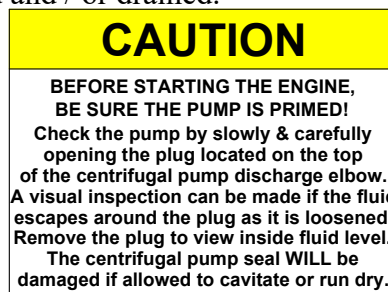 and / or drained.
CAUTION
BEFORE STARTING THE ENGINE,
BE SURE THE PUMP IS PRIMED!
Check the pump by slowly & carefully
opening the plug located on the top
of the centrifugal pump discharge elbow.
A visual inspection can be made if the fluid
escapes around the plug as it is loosened
Remove the plug to view inside fluid level.
The centrifugal pump seal WILL be
damaged if allowed to cavitate or run dry.